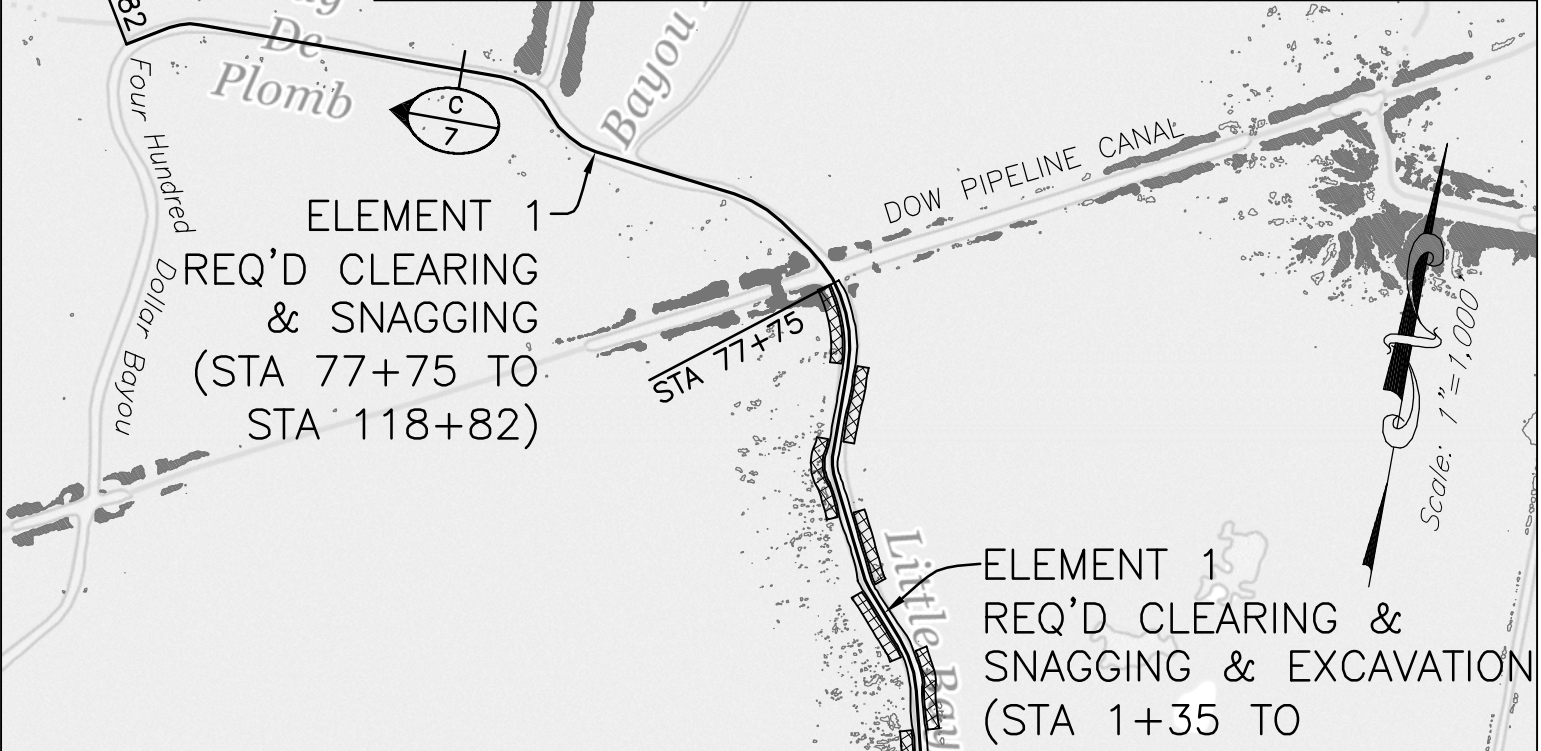 82
De
Plomb
Bayou
C
7
Four Hundred
Dollar Bayou
ELEMENT 1
REQ'D CLEARING
& SNAGGING
(STA 77+75 TO
STA 118+82)
DOW PIPELINE CANAL
STA 77+75
Scale: 1"=1,000'
Little Bay
ELEMENT 1
REQ'D CLEARING &
SNAGGING & EXCAVATION
(STA 1+35 TO